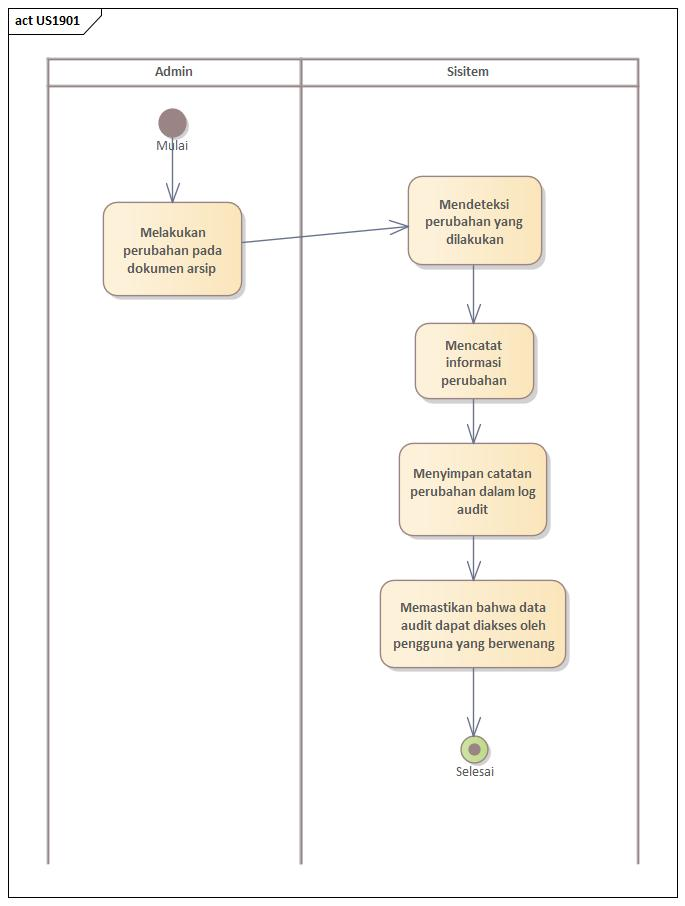 act US1901
Admin
Sisitem
Mulai
Melakukan
perubahan pada
dokumen arsip
Mendeteksi
perubahan yang
dilakukan
Mencatat
informasi
perubahan
Menyimpan catatan
perubahan dalam log
audit
Memastikan bahwa data
audit dapat diakses oleh
pengguna yang berwenang
Selesai